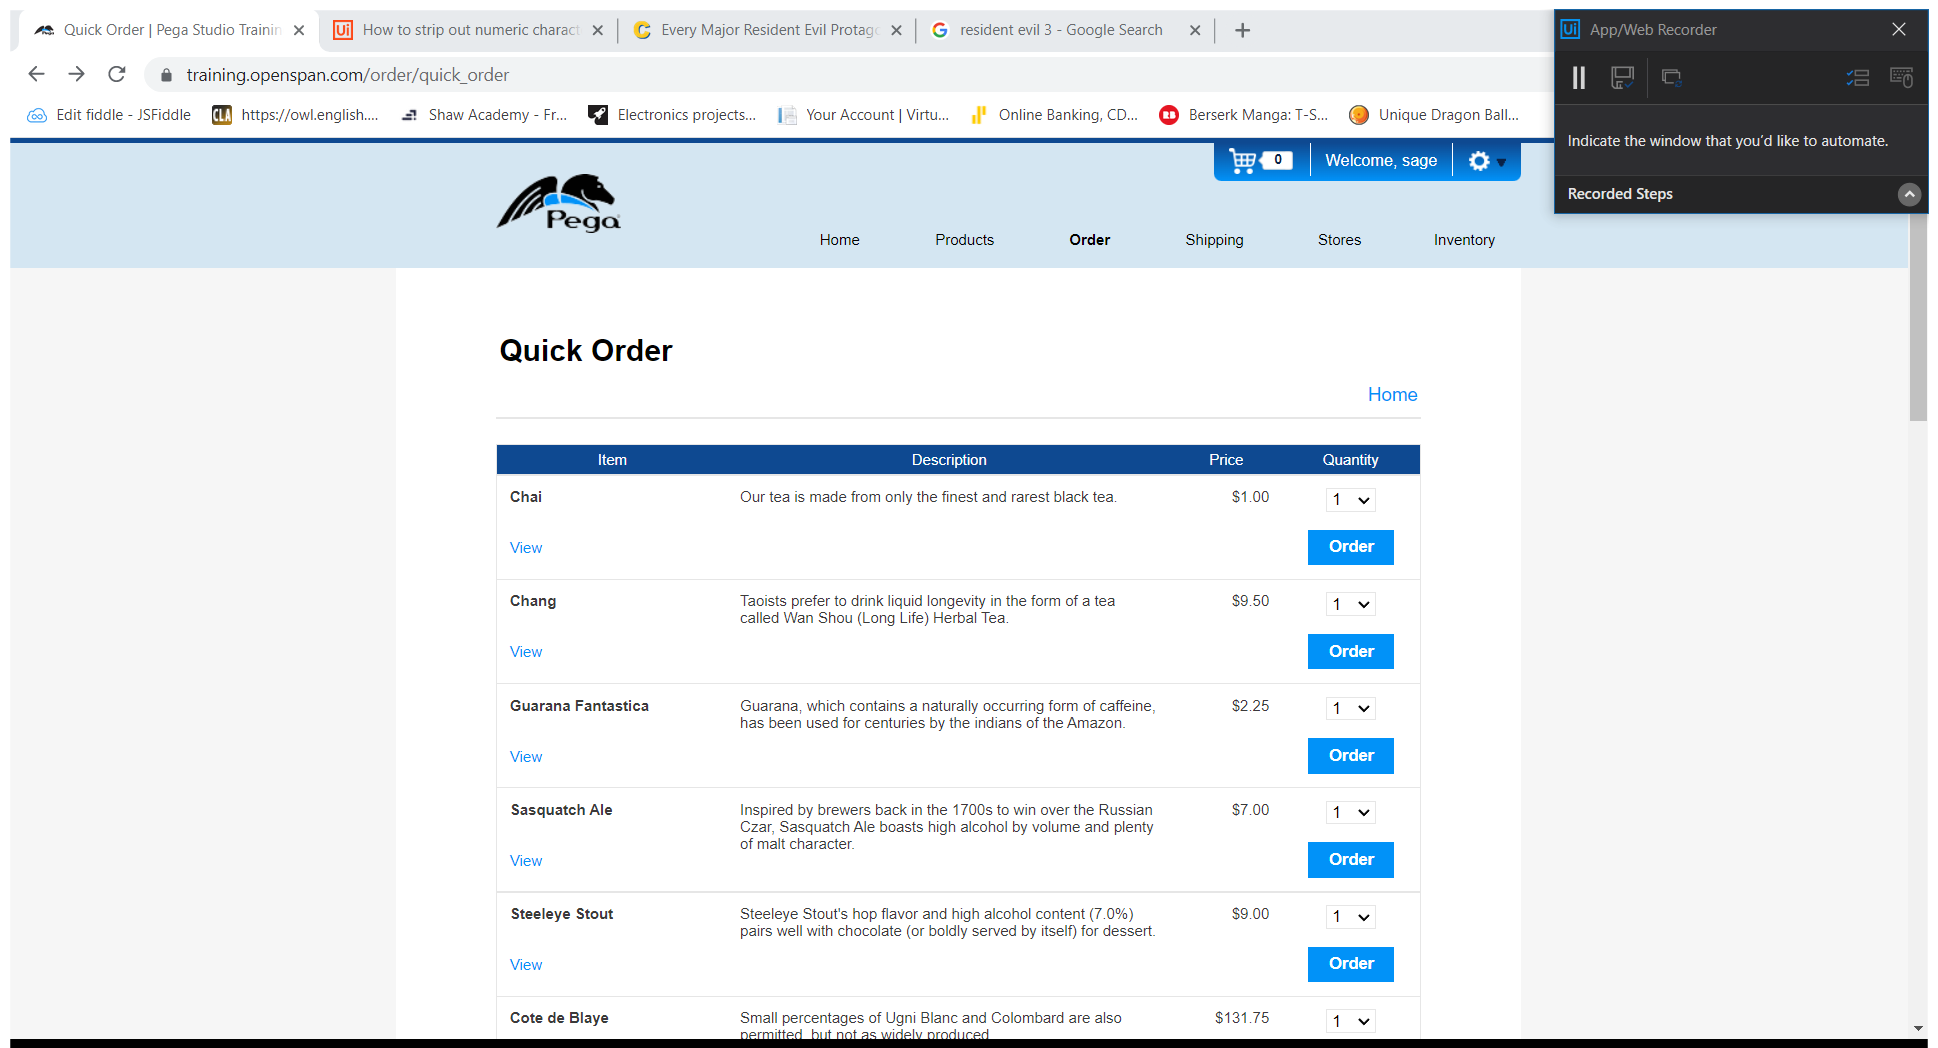 Quick Order | Pega Studio Trainin
How to strip out numeric charact
Every Major Resident Evil Protag
resident evil 3 - Google Search
training.openspan.com/order/quick_order
Edit fiddle - JSFiddle
CLA
https://owl.english....
Shaw Academy - Fr...
Electronics projects...
Your Account | Virtu...
Online Banking, CD...
Berserk Manga: T-S...
Unique Dragon Ball...
Ui App/Web Recorder
Indicate the window that you'd like to automate.
Recorded Steps
0
Welcome, sage
Pega
Home
Products
Order
Shipping
Stores
Inventory
Quick Order
Home
Item Description Price Quantity
Chai
Our tea is made from only the finest and rarest black tea.
$1.00
1
View
Order
Chang
Taoists prefer to drink liquid longevity in the form of a tea
called Wan Shou (Long Life) Herbal Tea.
$9.50
1
View
Order
Guarana Fantastica
Guarana, which contains a naturally occurring form of caffeine,
has been used for centuries by the indians of the Amazon.
$2.25
1
View
Order
Sasquatch Ale
Inspired by brewers back in the 1700s to win over the Russian
Czar, Sasquatch Ale boasts high alcohol by volume and plenty
of malt character.
$7.00
1
View
Order
Steeleye Stout
Steeleye Stout's hop flavor and high alcohol content (7.0%)
pairs well with chocolate (or boldly served by itself) for dessert.
$9.00
1
View
Order
Cote de Blaye
Small percentages of Ugni Blanc and Colombard are also
permitted, but not as widely produced
$131.75
1